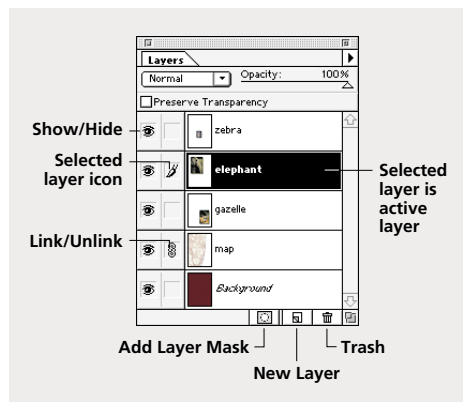 Layers
Normal
Opacity: 100%
Preserve Transparency
Show/Hide
zebra
Selected
layer icon
elephant
Selected
layer is
active
layer
gazelle
Link/Unlink
map
Background
Add Layer Mask
Trash
New Layer